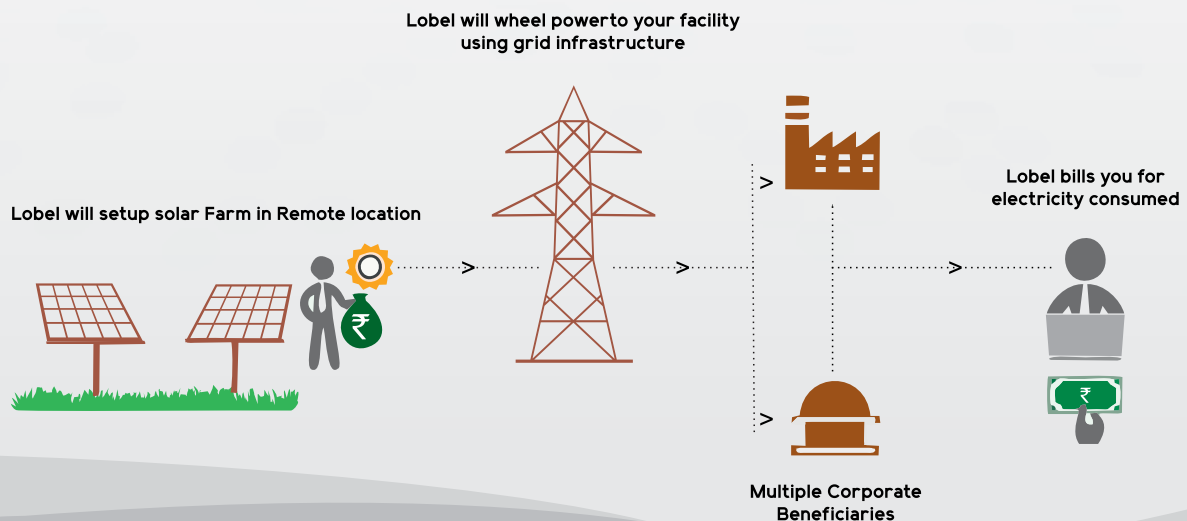 Lobel will wheel powerto your facility
using grid infrastructure
Lobel will setup solar Farm in Remote location
₹
Lobel bills you for
electricity consumed
₹
Multiple Corporate
Beneficiaries